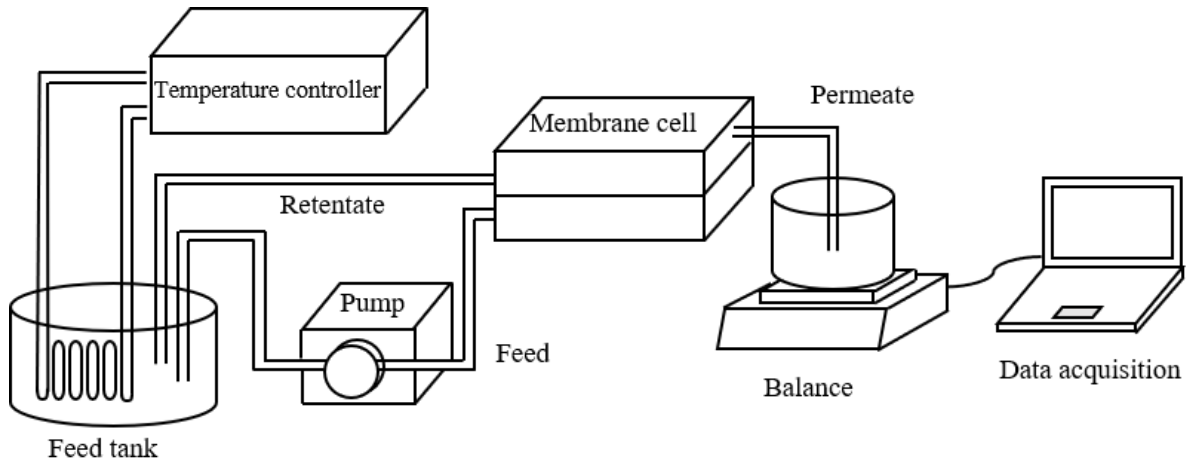 Temperature controller
Membrane cell
Permeate
Retentate
Pump
Feed
Balance
Data acquisition
Feed tank